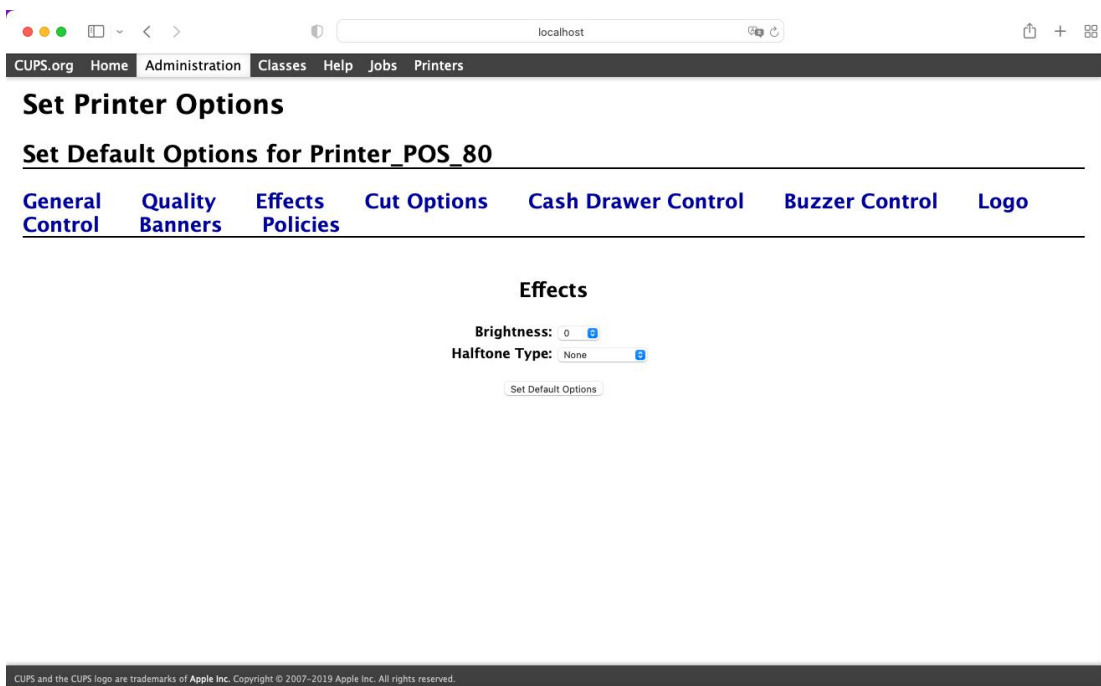 localhost
CUPS.org Home Administration Classes Help Jobs Printers
Set Printer Options
Set Default Options for Printer_POS_80
General Quality Effects Cut Options Cash Drawer Control Buzzer Control Logo
Control Banners Policies
Effects
Brightness: 0
Halftone Type: None
Set Default Options
CUPS and the CUPS logo are trademarks of Apple Inc. Copyright © 2007-2019 Apple Inc. All rights reserved.